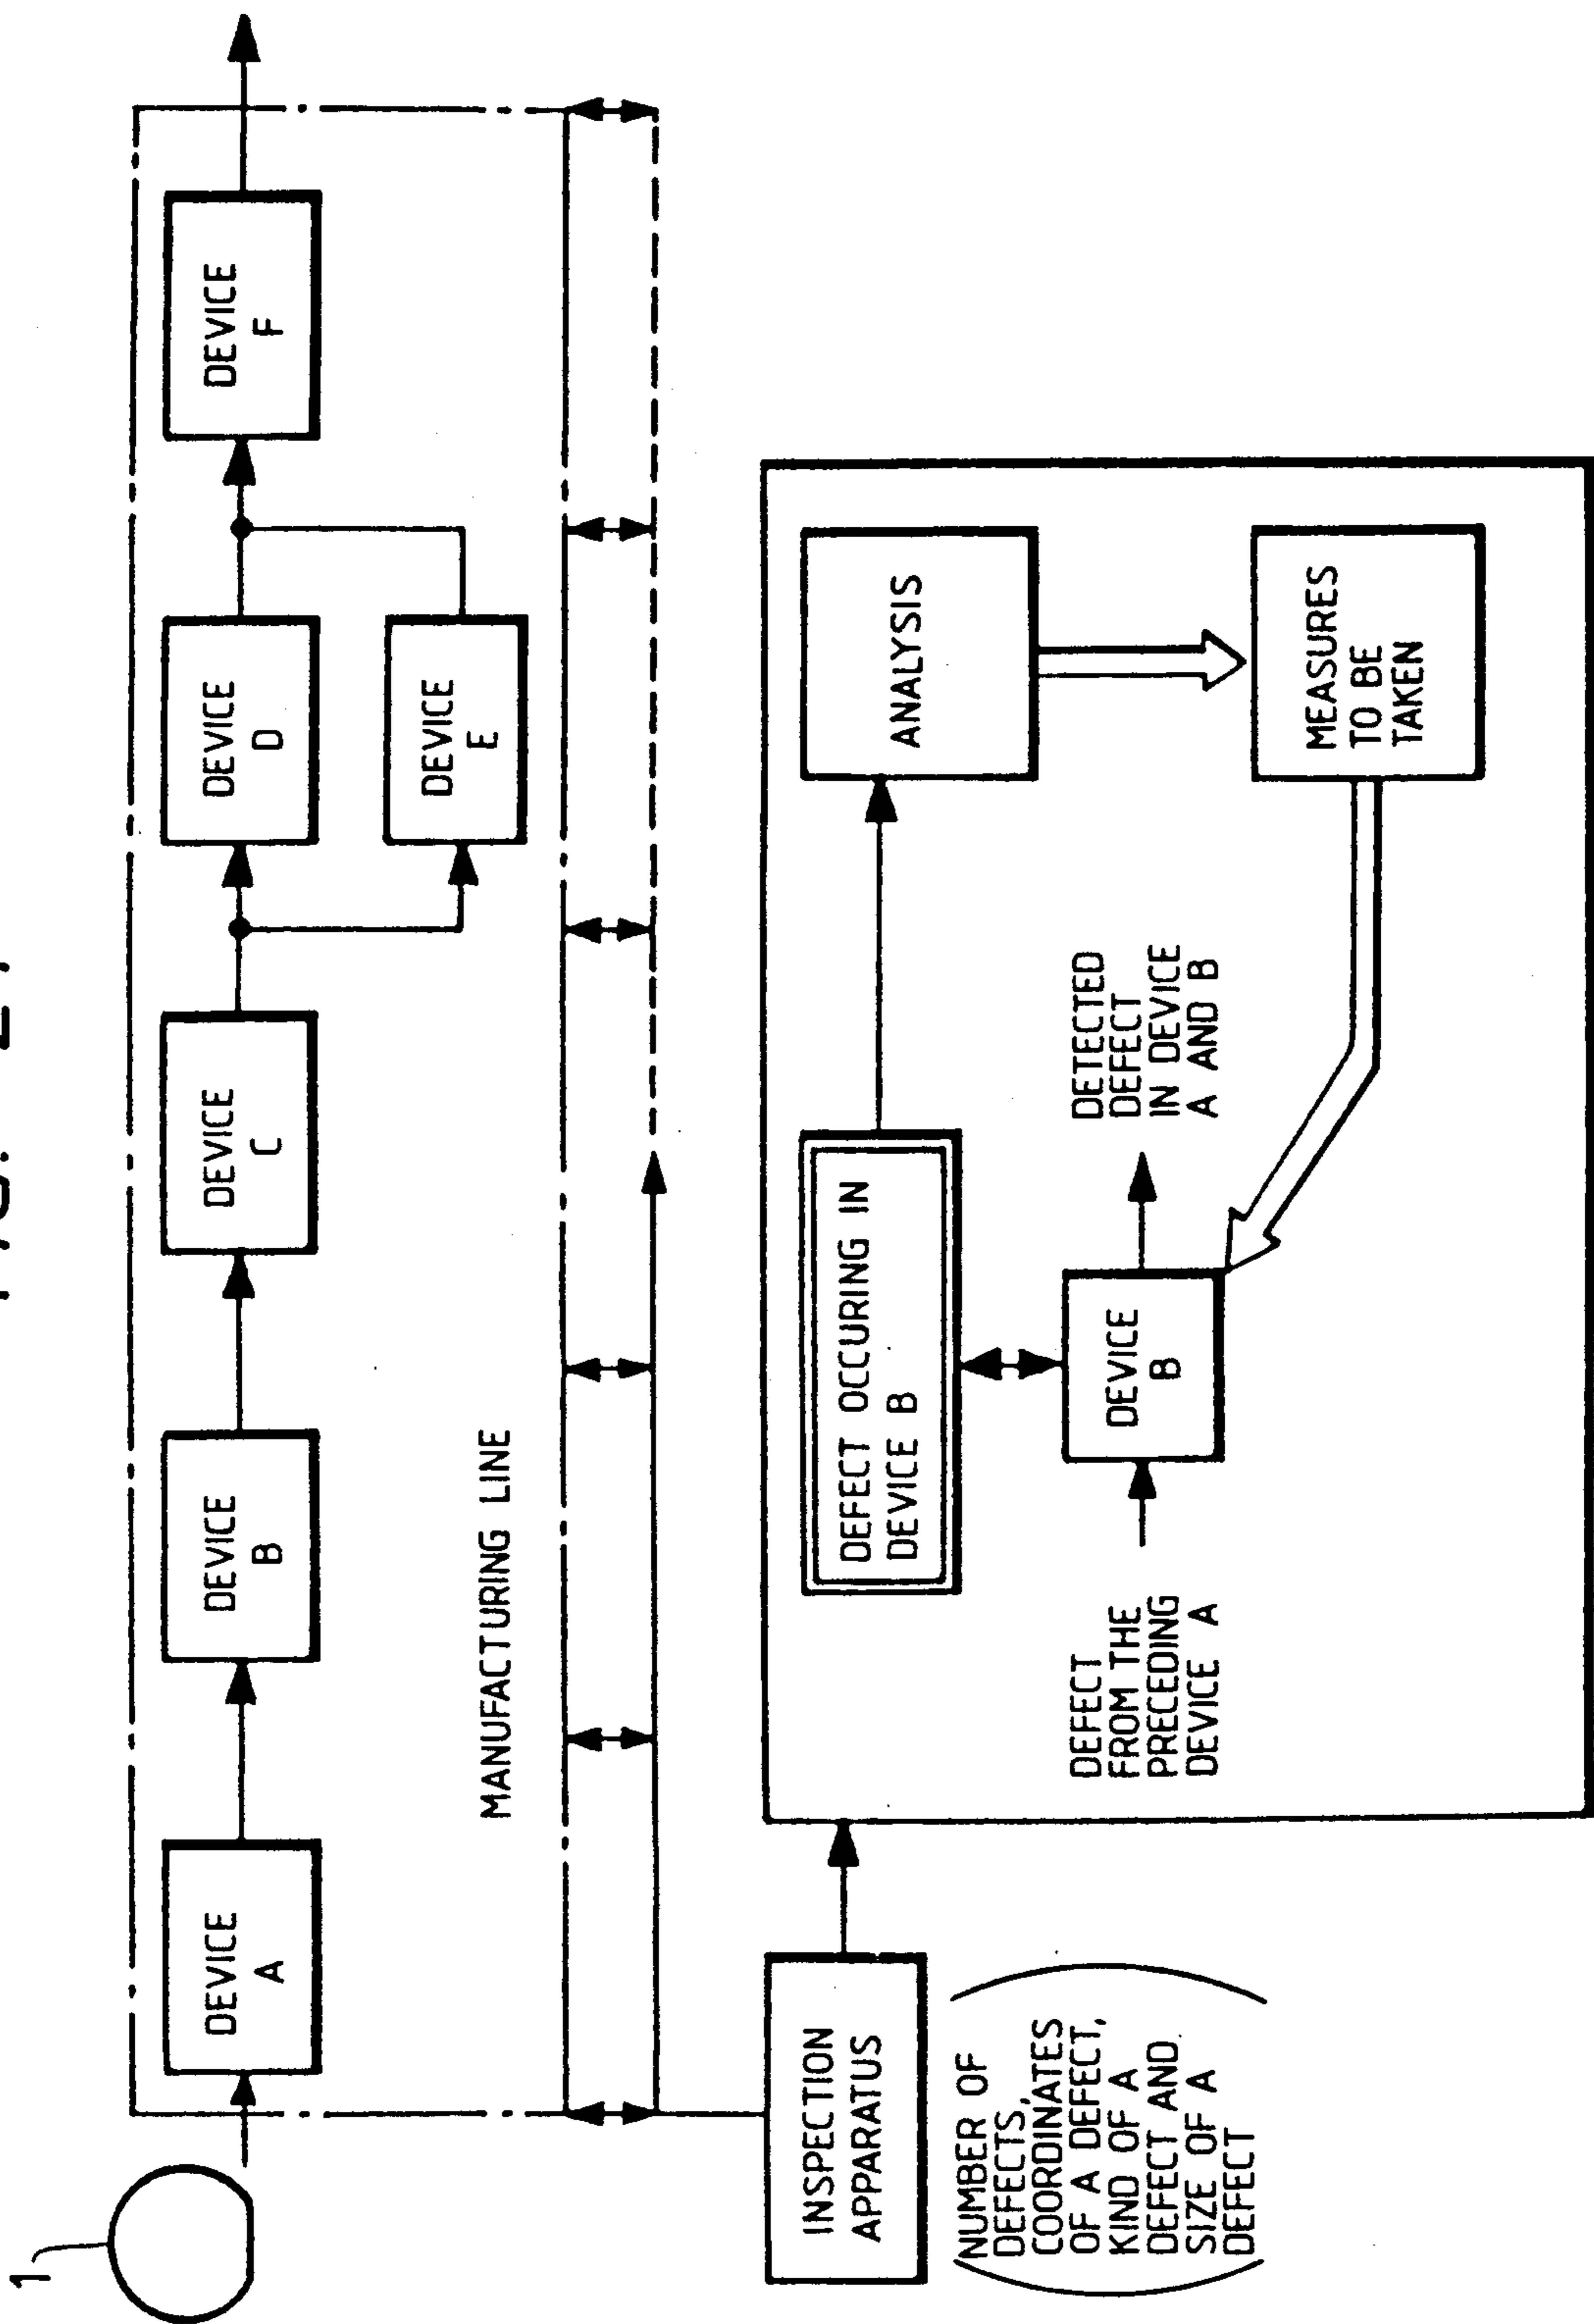 1
DEVICE
A
DEVICE
B
DEVICE
C
DEVICE
D
DEVICE
E
DEVICE
F
MANUFACTURING LINE
INSPECTION
APPARATUS
(NUMBER OF
DEFECTS,
COORDINATES
OF A DEFECT,
KIND OF A
DEFECT AND
SIZE OF A
DEFECT)
DEFECT OCCURING IN
DEVICE B
ANALYSIS
DEFECT
FROM THE
PRECEDING
DEVICE A
DEVICE
B
DETECTED
DEFECT
IN DEVICE
A AND B
MEASURES
TO BE
TAKEN